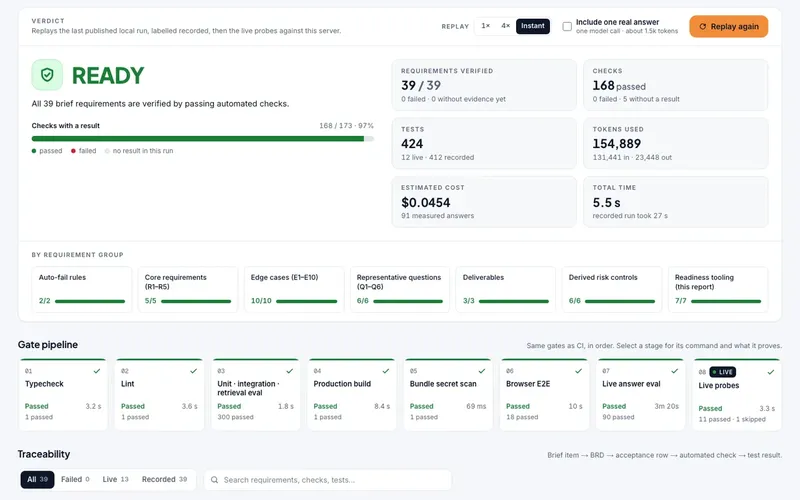 VERDICT
Replays the last published local run, labelled recorded, then the live probes against this server.
REPLAY 1× 4× Instant
Include one real answer
one model call · about 1.5k tokens
Replay again
READY
All 39 brief requirements are verified by passing automated checks.
Checks with a result 168 / 173 · 97%
passed failed no result in this run
REQUIREMENTS VERIFIED
39 / 39
0 failed · 0 without evidence yet
CHECKS
168 passed
0 failed · 5 without a result
TESTS
424
12 live · 412 recorded
TOKENS USED
154,889
131,441 in · 23,448 out
ESTIMATED COST
$0.0454
91 measured answers
TOTAL TIME
5.5 s
recorded run took 27 s
BY REQUIREMENT GROUP
Auto-fail rules
2/2
Core requirements
(R1–R5)
5/5
Edge cases (E1–E10)
10/10
Representative questions
(Q1–Q6)
6/6
Deliverables
3/3
Derived risk controls
6/6
Readiness tooling
(this report)
7/7
Gate pipeline
Same gates as CI, in order. Select a stage for its command and what it proves.
01
Typecheck
Passed 3.2 s
1 passed
02
Lint
Passed 3.6 s
1 passed
03
Unit · integration ·
retrieval eval
Passed 1.8 s
300 passed
04
Production build
Passed 8.4 s
1 passed
05
Bundle secret scan
Passed 69 ms
1 passed
06
Browser E2E
Passed 10 s
18 passed
07
Live answer eval
Passed 3m 20s
90 passed
08 LIVE
Live probes
Passed 3.3 s
11 passed · 1 skipped
Traceability
Brief item → BRD → acceptance row → automated check → test result.
All 39 Failed 0 Live 13 Recorded 39
Search requirements, checks, tests...